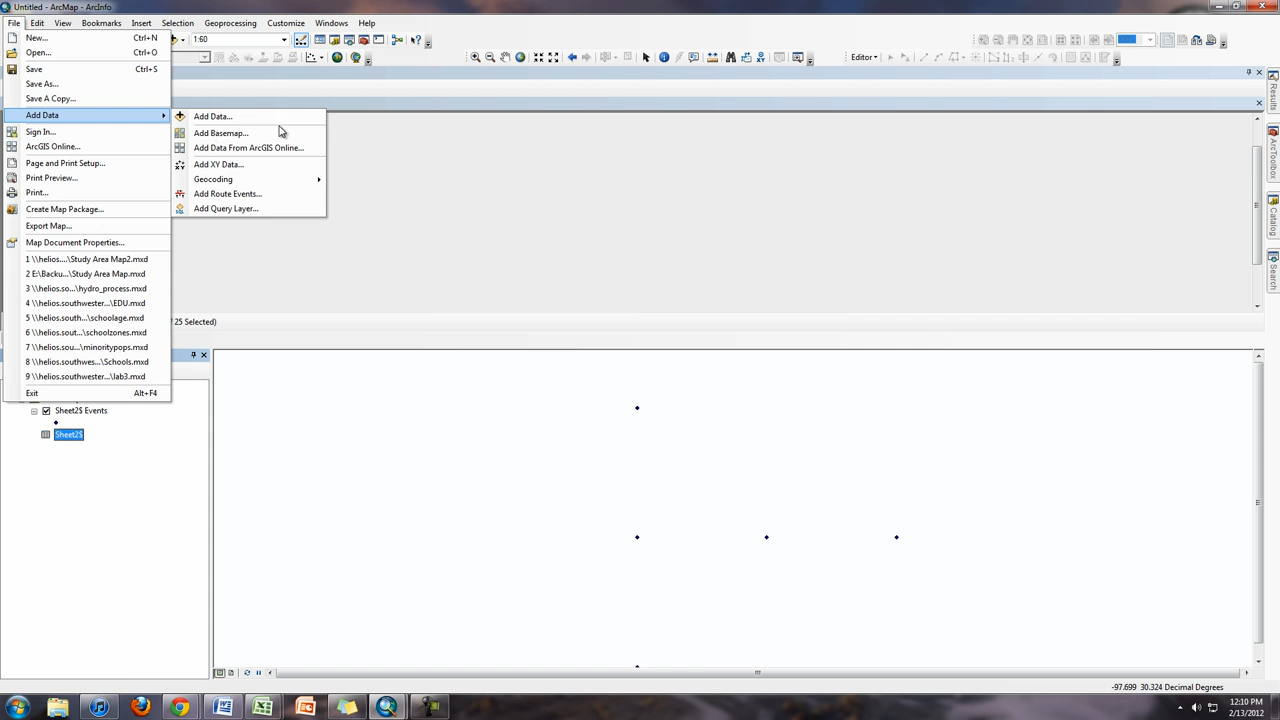 Untitled - ArcMap - ArcInfo
File Edit View Bookmarks Insert Selection Geoprocessing Customize Windows Help
1:60
Editor
New... Ctrl+N
Open... Ctrl+O
Save Ctrl+S
Save As...
Save A Copy...
Add Data
Sign In...
ArcGIS Online...
Page and Print Setup...
Print Preview...
Print...
Create Map Package...
Export Map...
Map Document Properties...
1 \\helios....\Study Area Map2.mxd
2 E:\Backu...\Study Area Map.mxd
3 \\helios.so...\hydro_process.mxd
4 \\helios.southwester...\EDU.mxd
5 \\helios.south...\schoolage.mxd
6 \\helios.sout...\schoolzones.mxd
7 \\helios.sou...\minoritypops.mxd
8 \\helios.southwes...\Schools.mxd
9 \\helios.southwester...\lab3.mxd
Exit Alt+F4
Add Data...
Add Basemap...
Add Data From ArcGIS Online...
Add XY Data...
Geocoding
Add Route Events...
Add Query Layer...
Results
ArcToolbox
Catalog
Search
25 Selected)
Sheet2$ Events
Sheet2$
-97.699 30.324 Decimal Degrees
12:10 PM
2/13/2012